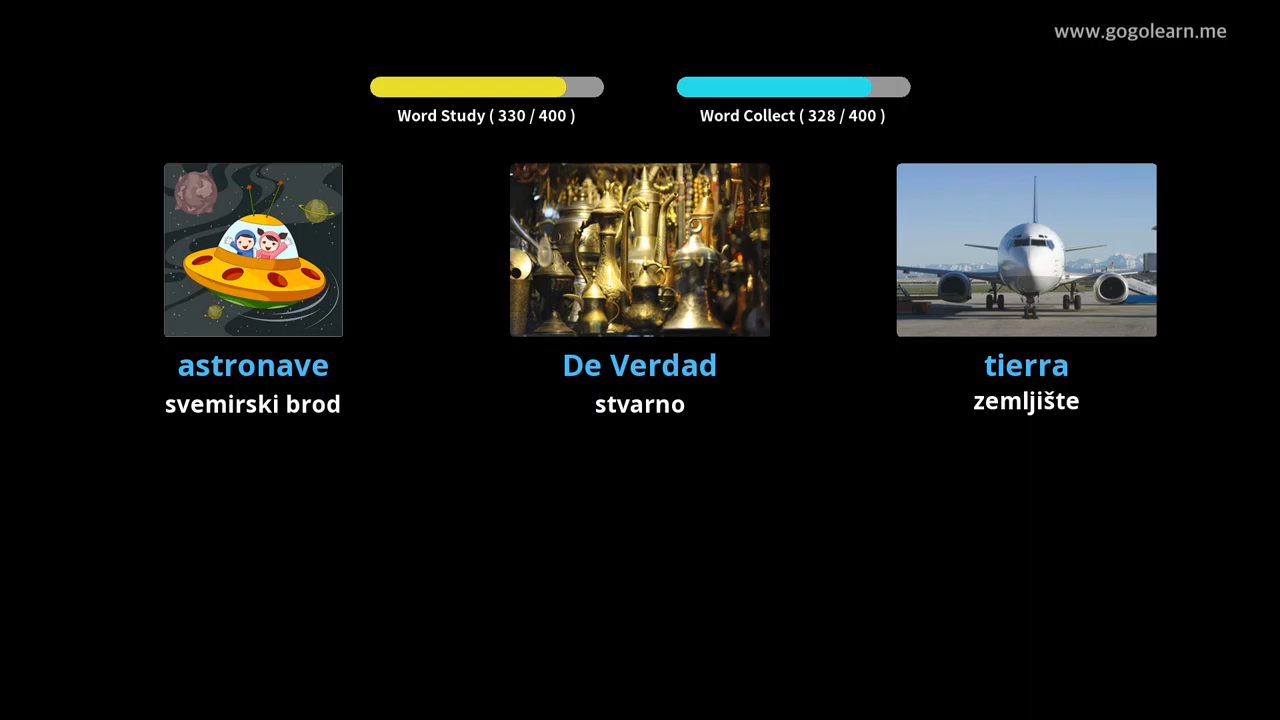 www.gogolearn.me
Word Study ( 330 / 400 )
Word Collect ( 328 / 400 )
astronave
De Verdad
tierra
svemirski brod
stvarno
zemljište